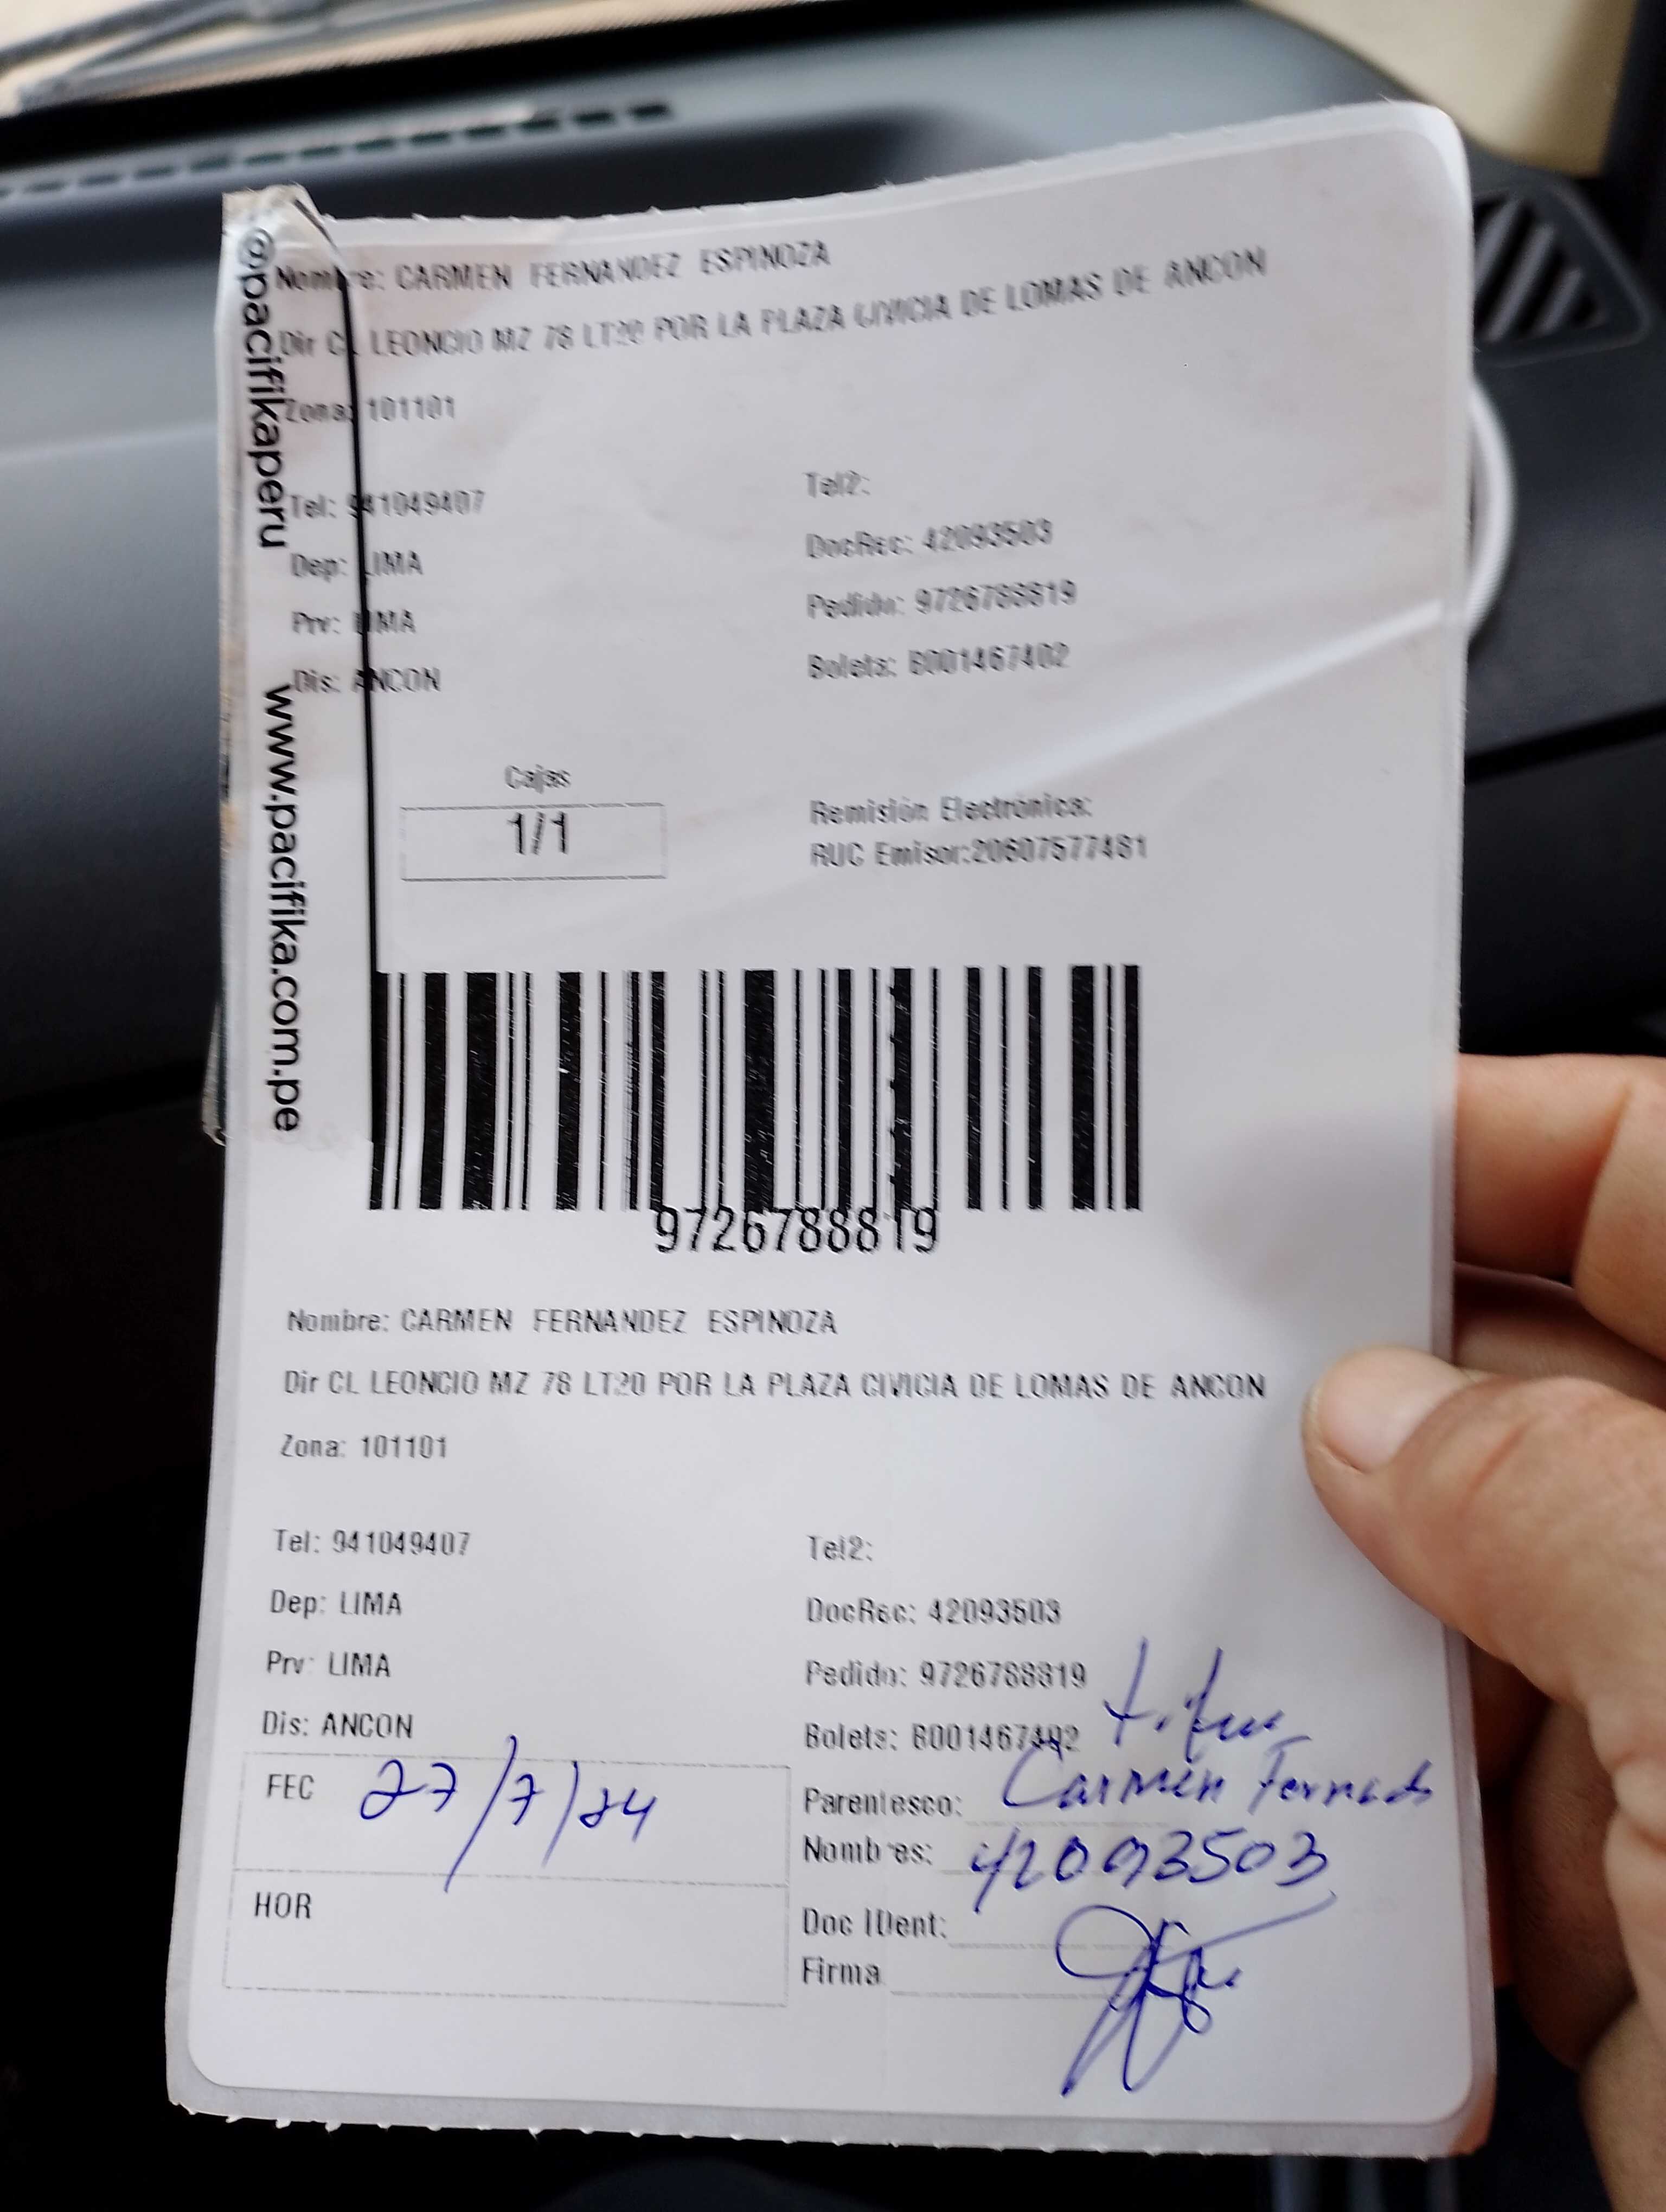 @pacifikaperu www.pacifika.com.pe
Nombre: CARMEN FERNANDEZ ESPINOZA
Dir CL LEONCIO MZ 78 LT20 POR LA PLAZA CIVICIA DE LOMAS DE ANCON
Zona: 101101
Tel: 941049407 Tel2:
Dep: LIMA DocRec: 42093503
Prv: LIMA Pedido: 9726788819
Dis: ANCON Boleta: B001467402
Cajas
1/1
Remisión Electrónica:
RUC Emisor:20607577481
9726788819
Nombre: CARMEN FERNANDEZ ESPINOZA
Dir CL LEONCIO MZ 78 LT20 POR LA PLAZA CIVICIA DE LOMAS DE ANCON
Zona: 101101
Tel: 941049407 Tel2:
Dep: LIMA DocRec: 42093503
Prv: LIMA Pedido: 9726788819
Dis: ANCON Boleta: B001467402
FEC 27/7/24
Parentesco:
Carmen
Nombres: 42093503
HOR
Doc IDent:
Firma